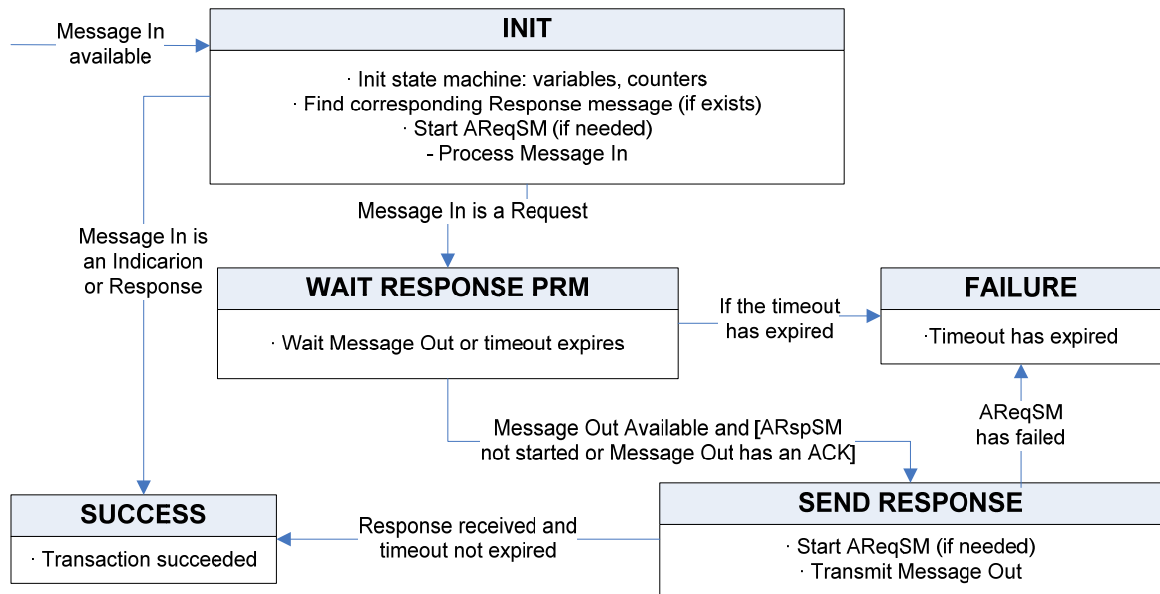 Message In
available
INIT
· Init state machine: variables, counters
· Find corresponding Response message (if exists)
· Start AReqSM (if needed)
- Process Message In
Message In is a Request
Message In is
an Indicarion
or Response
WAIT RESPONSE PRM
· Wait Message Out or timeout expires
If the timeout
has expired
FAILURE
·Timeout has expired
Message Out Available and [ARspSM
not started or Message Out has an ACK]
AReqSM
has failed
SUCCESS
· Transaction succeeded
Response received and
timeout not expired
SEND RESPONSE
· Start AReqSM (if needed)
· Transmit Message Out